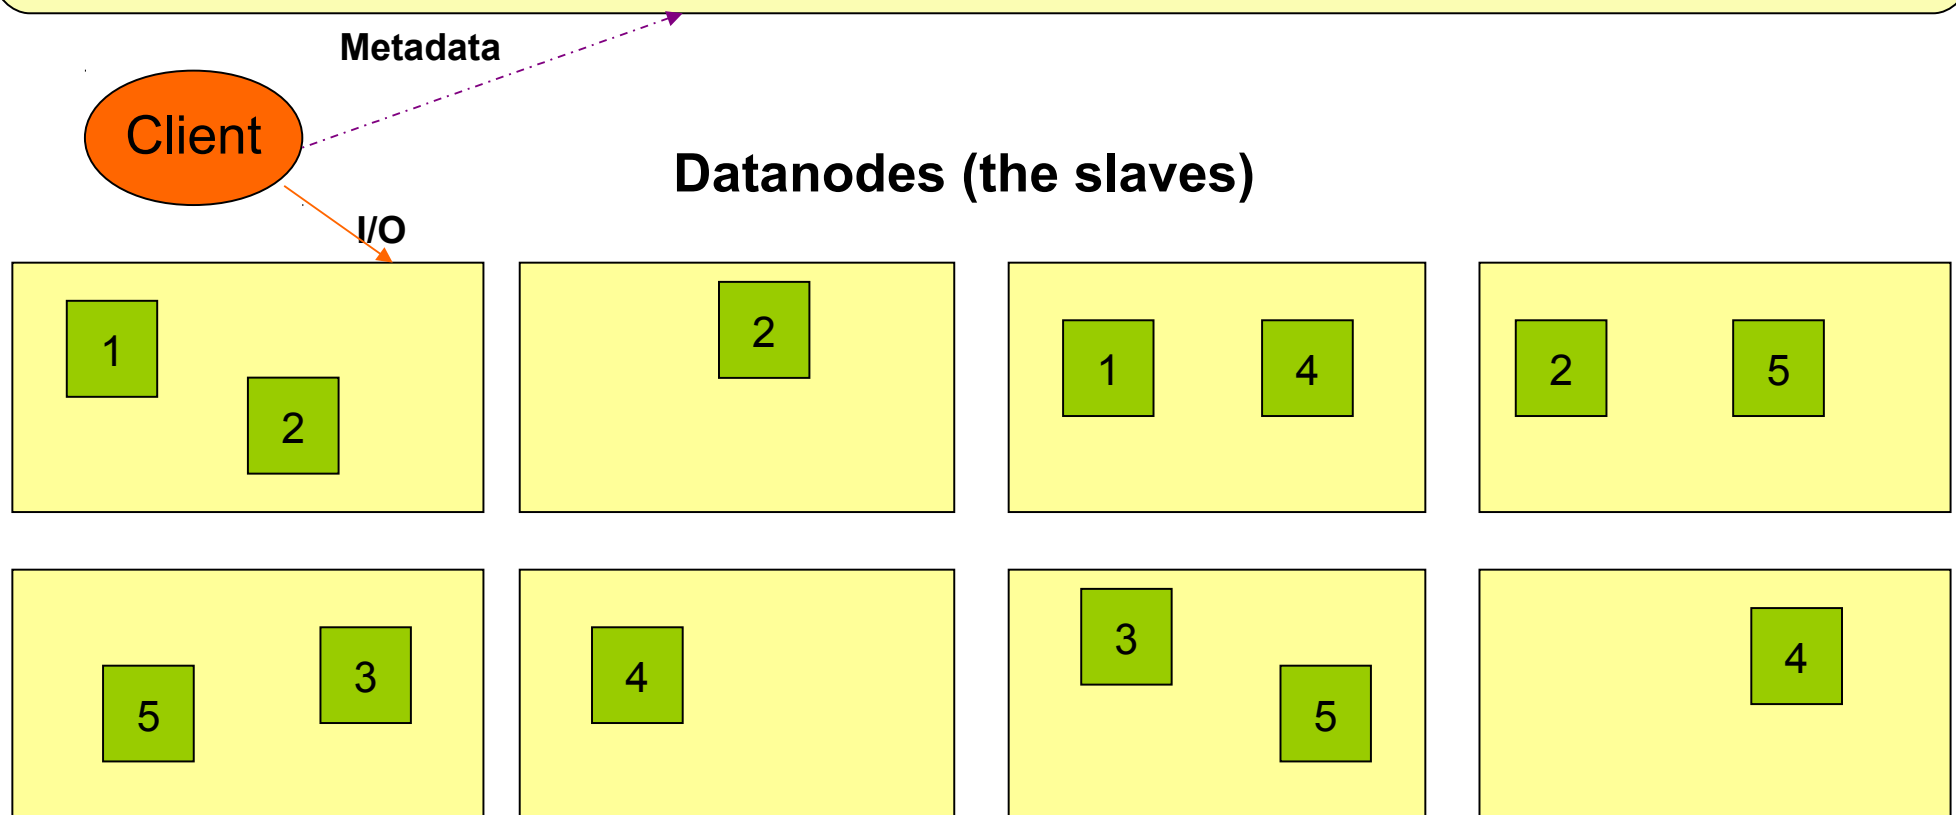 Metadata
Client
Datanodes (the slaves)
I/O
1
2
2
1 4
2 5
5 3
4
3
5
4